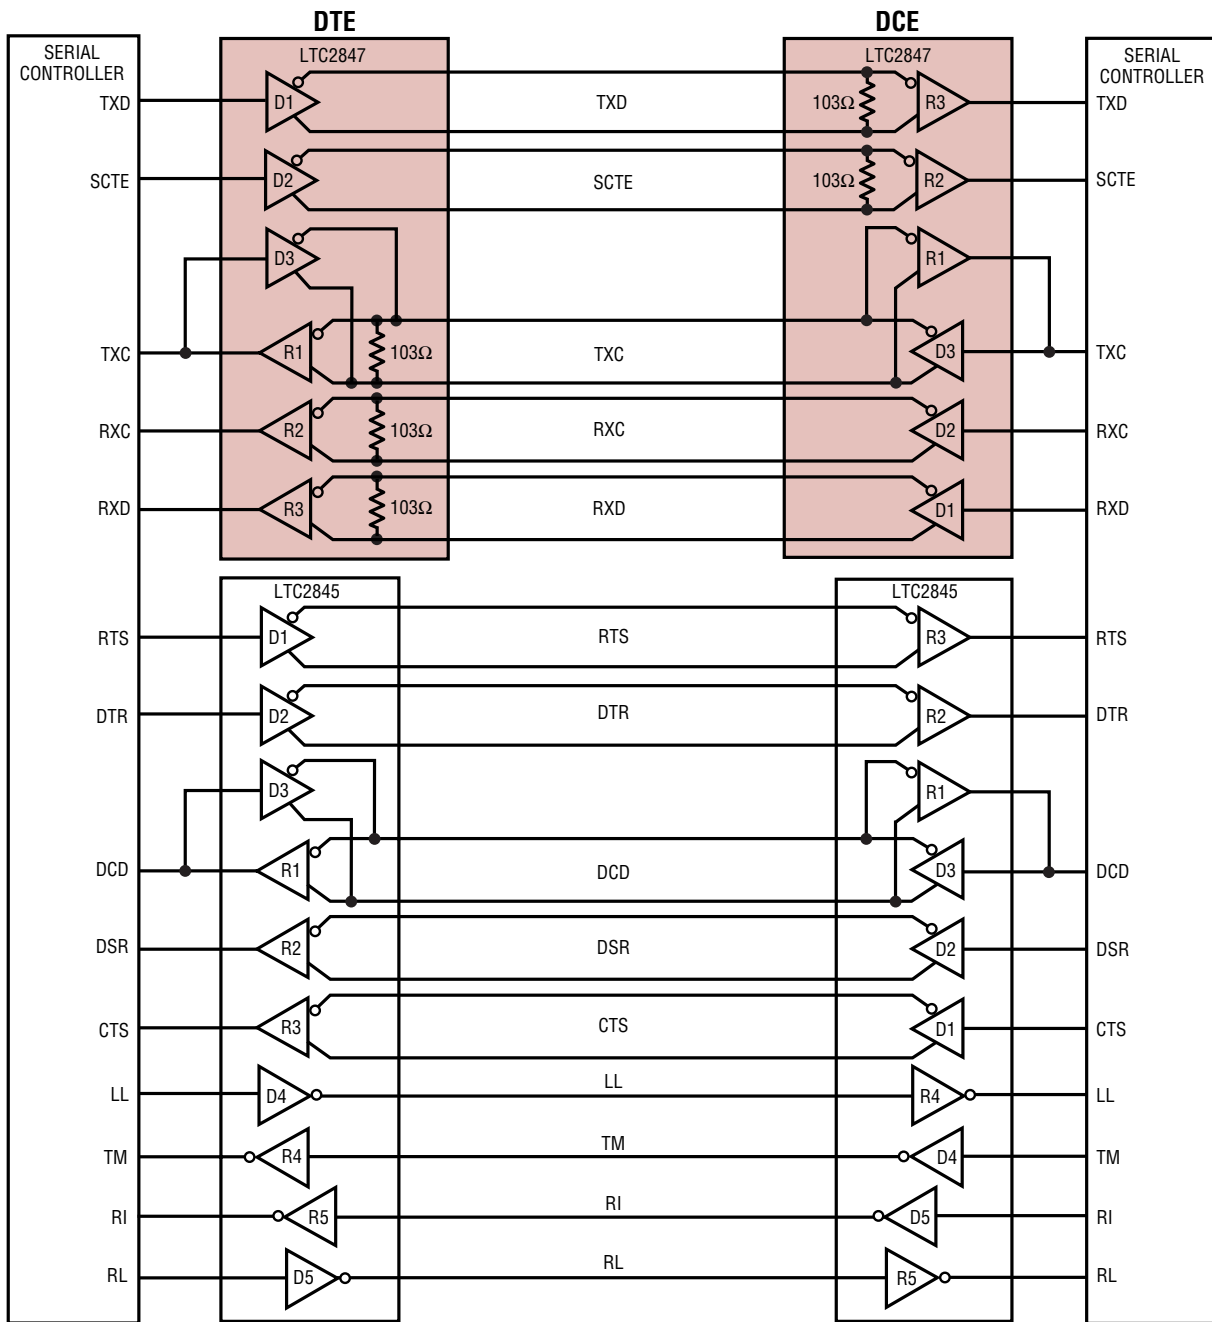 DTE DCE
SERIAL CONTROLLER LTC2847 LTC2847 SERIAL CONTROLLER
TXD D1 TXD 103Ω R3 TXD
SCTE D2 SCTE 103Ω R2 SCTE
D3 R1
TXC R1 103Ω TXC D3 TXC
RXC R2 103Ω RXC D2 RXC
RXD R3 103Ω RXD D1 RXD
LTC2845 LTC2845
RTS D1 RTS R3 RTS
DTR D2 DTR R2 DTR
D3 R1
DCD R1 DCD D3 DCD
DSR R2 DSR D2 DSR
CTS R3 CTS D1 CTS
LL D4 LL R4 LL
TM R4 TM D4 TM
RI R5 RI D5 RI
RL D5 RL R5 RL